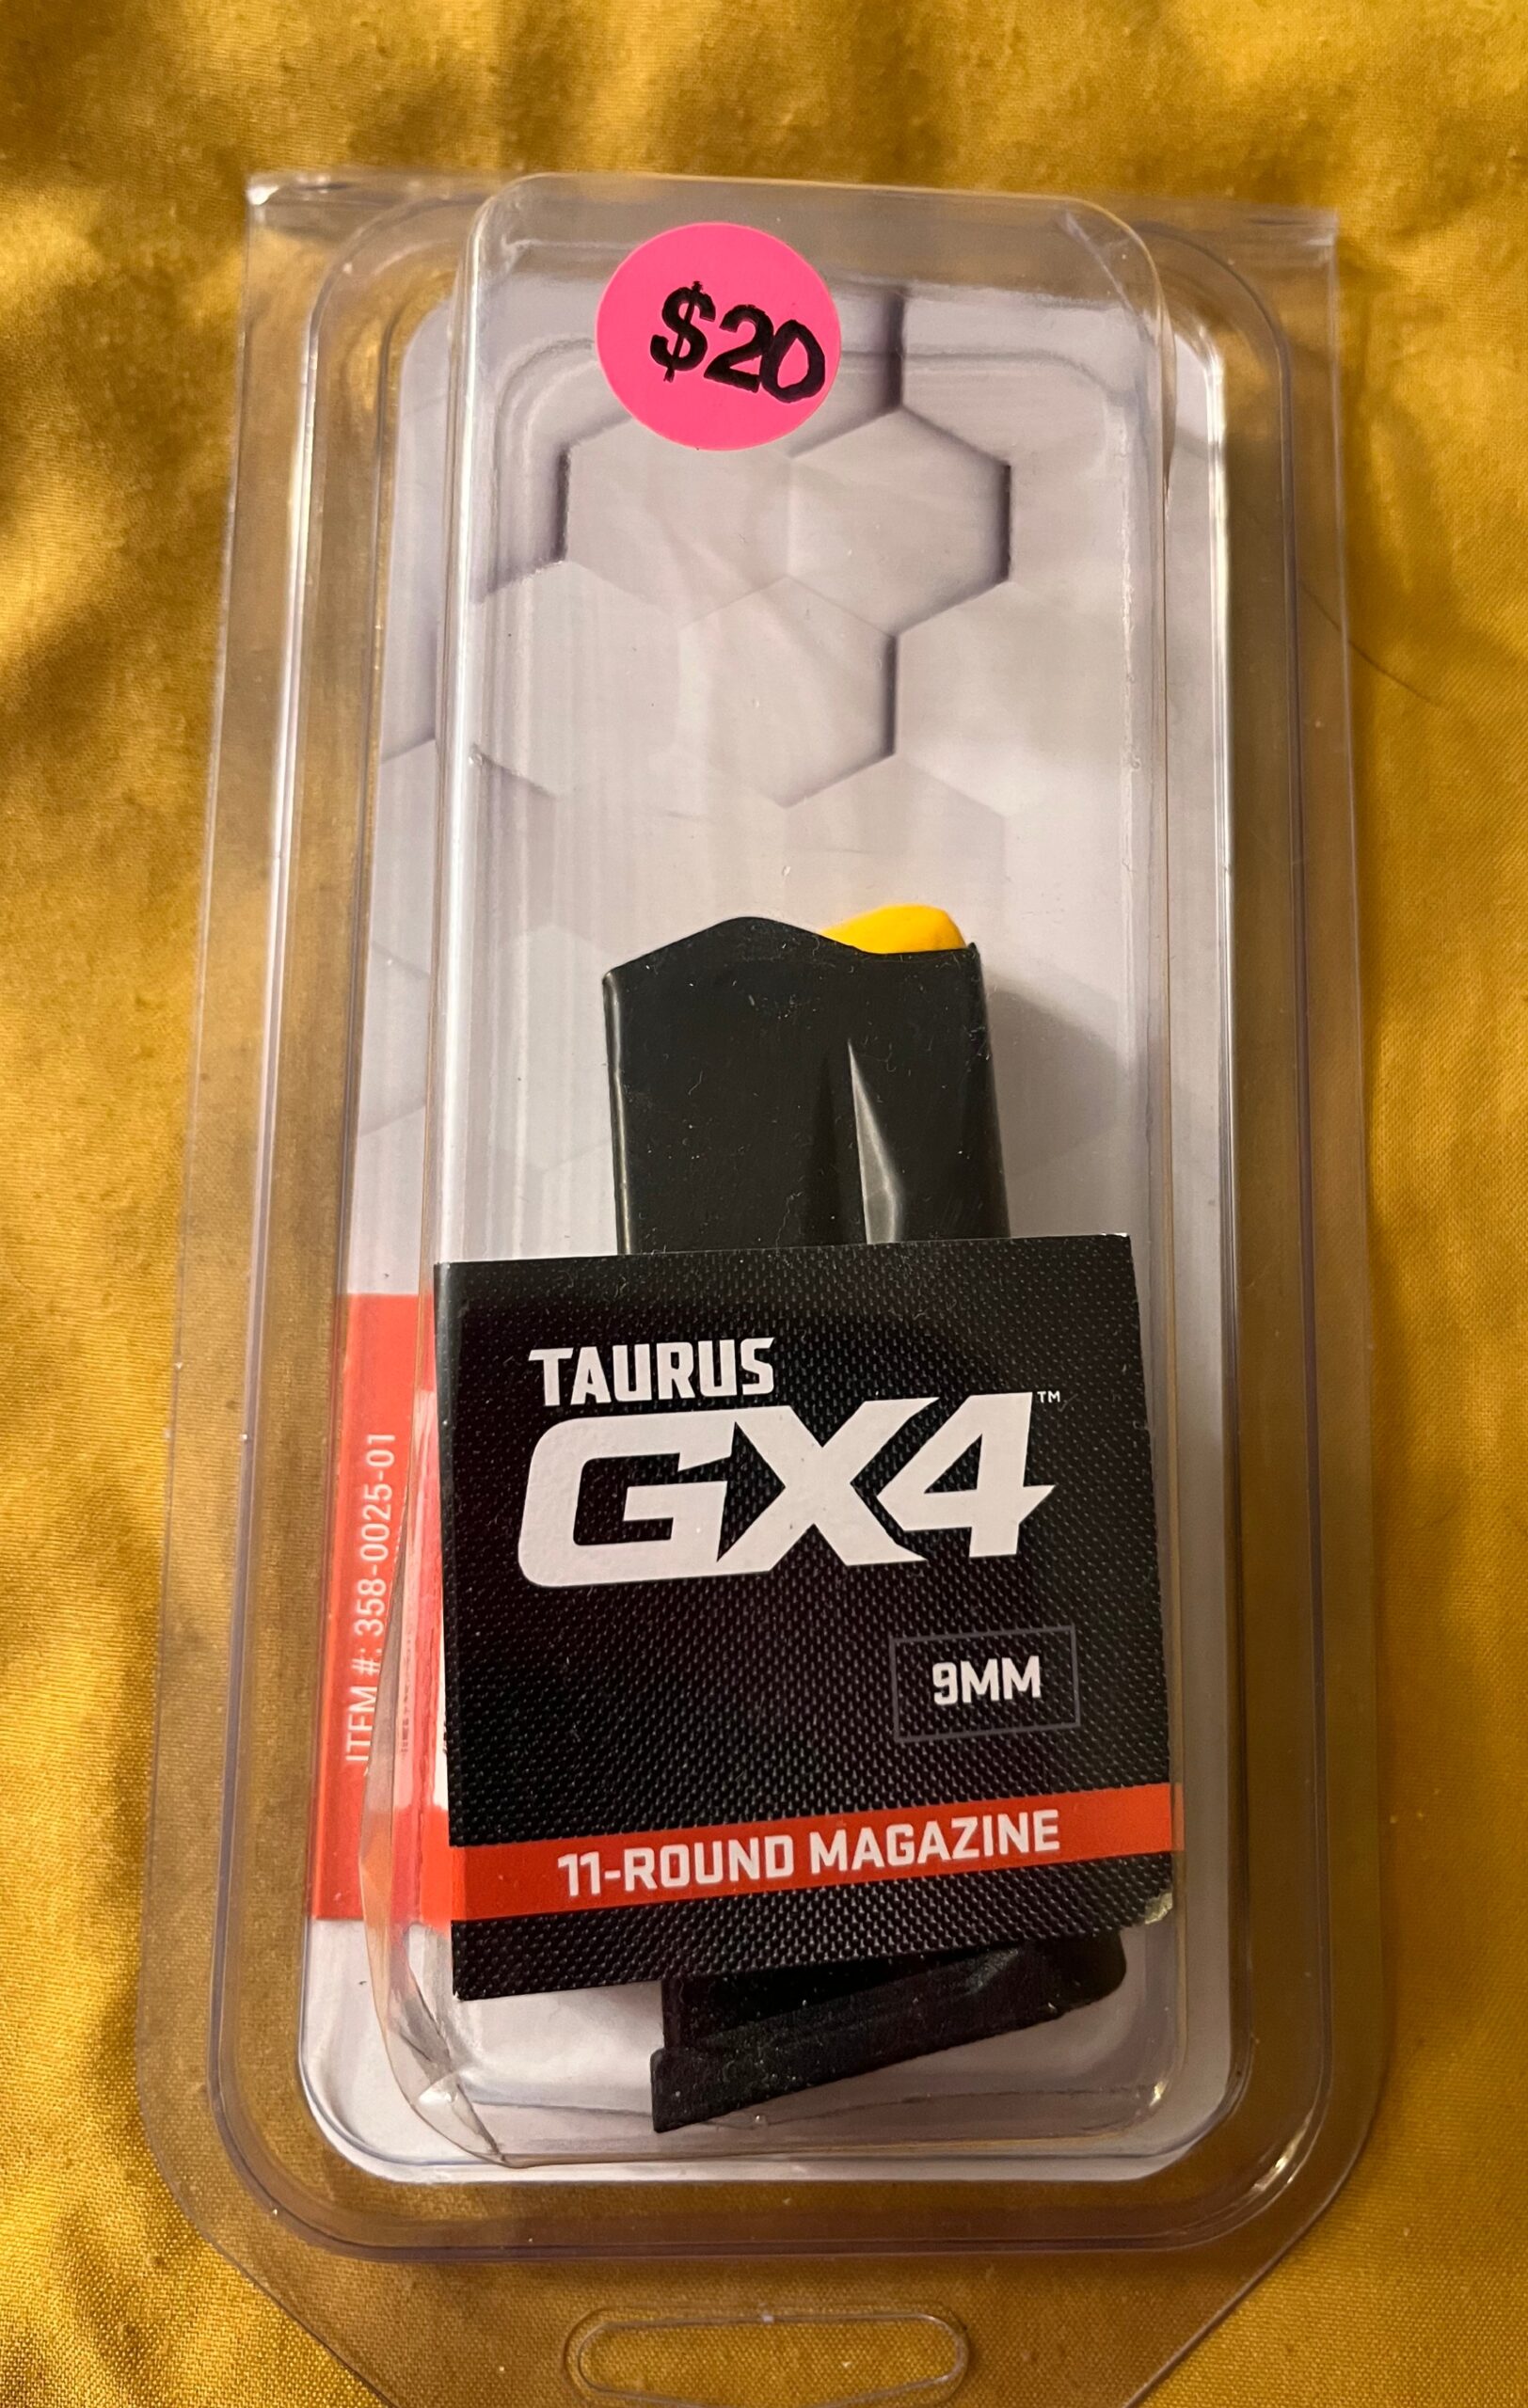 $20
TAURUS
GX4™
9MM
11-ROUND MAGAZINE
ITEM #: 358-0025-01